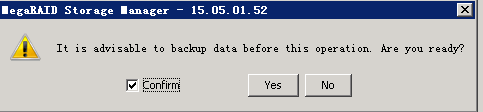 MegaRAID Storage Manager - 15.05.01.52
It is advisable to backup data before this operation. Are you ready?
Confirm
Yes
No